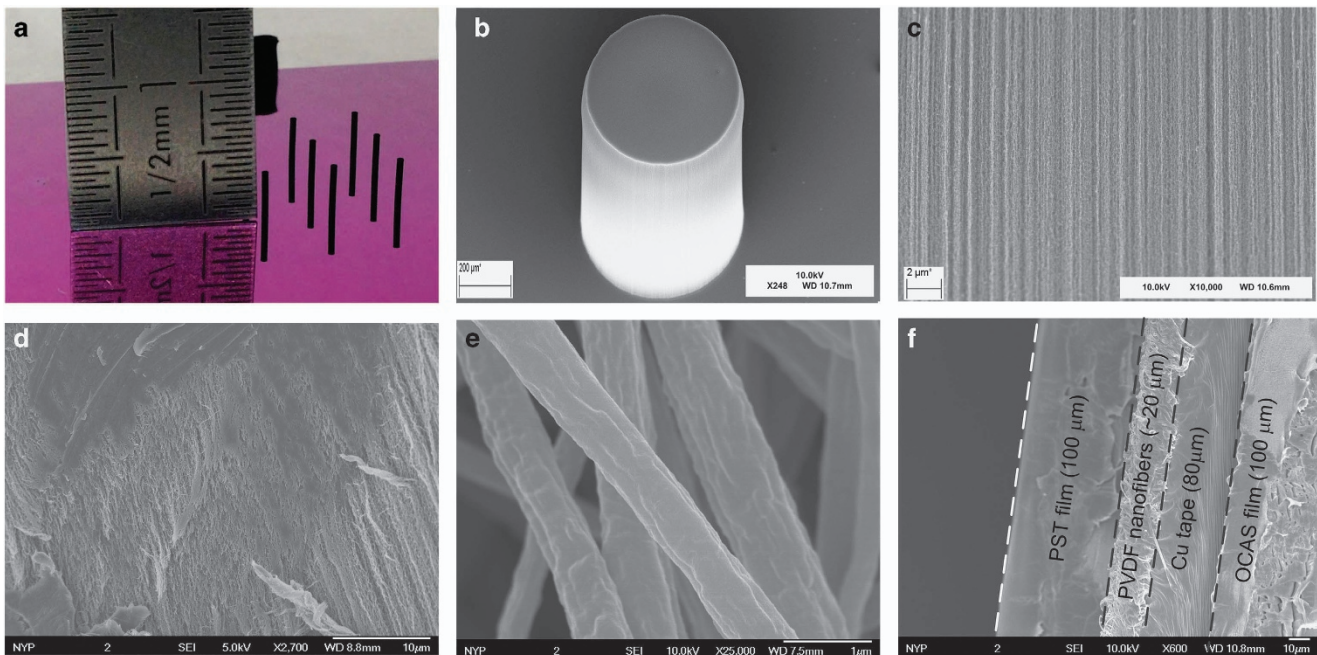 a
1/2mm
1
1/2m
b
200 µm*
10.0kV
X248 WD 10.7mm
c
2 µm*
10.0kV X10,000 WD 10.6mm
d
NYP 2 SEI 5.0kV X2,700 WD 8.8mm 10µm
e
NYP 2 SEI 10.0kV X25,000 WD 7.5mm 1µm
f
PST film (100 µm)
PVDF nanofibers (~20 µm)
Cu tape (80µm)
OCAS film (100 µm)
NYP 2 SEI 10.0kV X600 WD 10.8mm 10µm